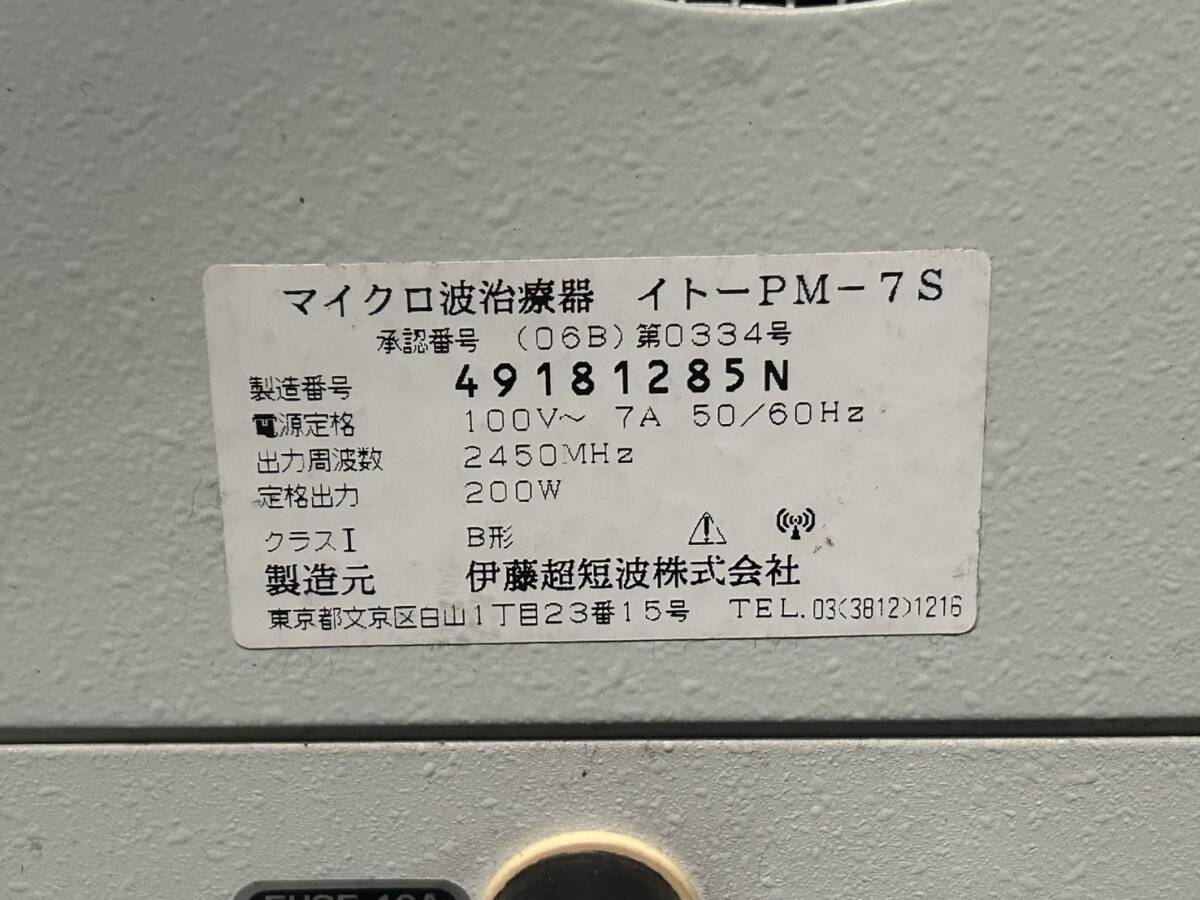 マイクロ波治療器 イトーPM-7S
承認番号 (06B)第0334号
製造番号 49181285N
電源定格 100V~ 7A 50/60Hz
出力周波数 2450MHz
定格出力 200W
クラスI B形
製造元 伊藤超短波株式会社
東京都文京区白山1丁目23番15号 TEL.03(3812)1216
FUSE 10A